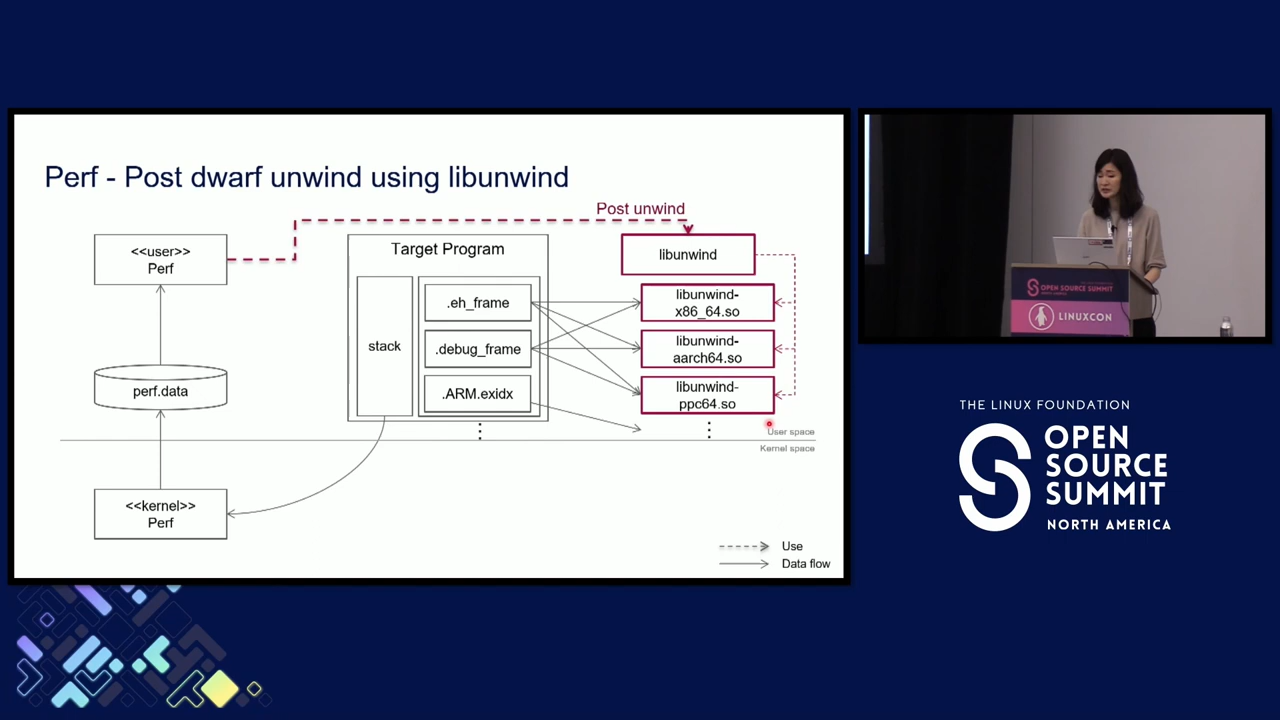 Perf - Post dwarf unwind using libunwind
Post unwind
<<user>>
Perf
Target Program
libunwind
.eh_frame
libunwind-
x86_64.so
stack
.debug_frame
libunwind-
aarch64.so
perf.data
.ARM.exidx
libunwind-
ppc64.so
User space
Kernel space
<<kernel>>
Perf
Use
Data flow
OPEN SOURCE SUMMIT
LINUXCON
THE LINUX FOUNDATION
OPEN
SOURCE
SUMMIT
NORTH AMERICA